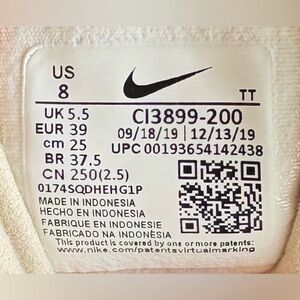 US
8
TT
UK 5.5
EUR 39
cm 25
BR 37.5
CN 250(2.5)
0174SQDHEHG1P
CI3899-200
09/18/19 12/13/19
UPC 00193654142438
MADE IN INDONESIA
HECHO EN INDONESIA
FABRIQUE EN INDONESIE
FABRICADO NA INDONÉSIA
This product is covered by one or more patents:
www.nike.com/patentsvirtualmarking